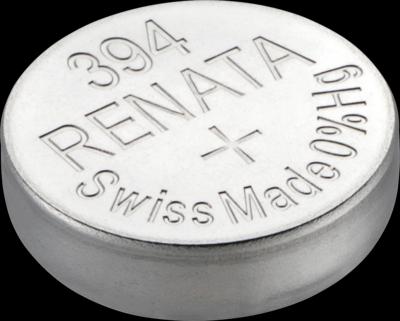 394
RENATA
+
Swiss Made 0%Hg